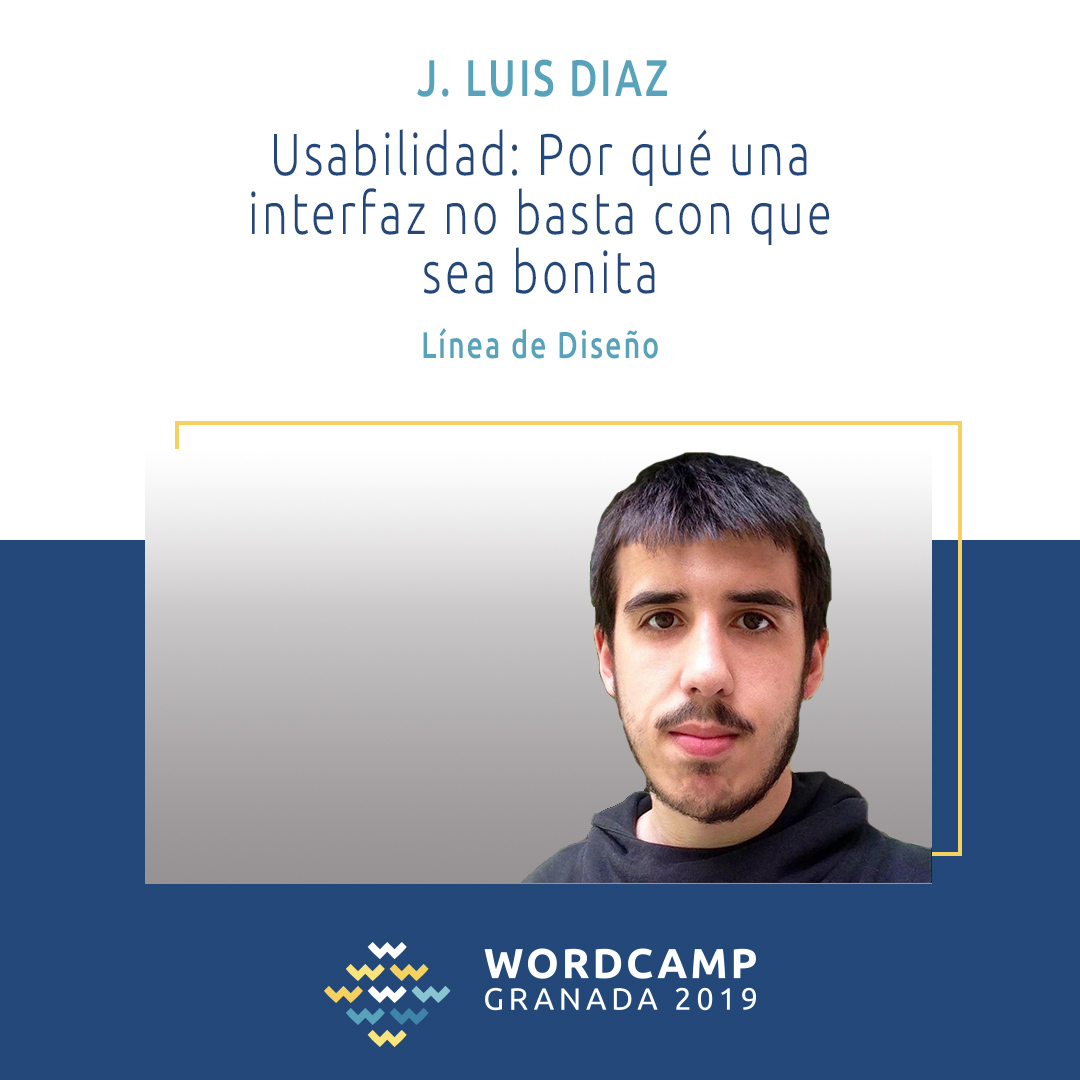 J. LUIS DIAZ
Usabilidad: Por qué una
interfaz no basta con que
sea bonita
Línea de Diseño
WORDCAMP
GRANADA 2019